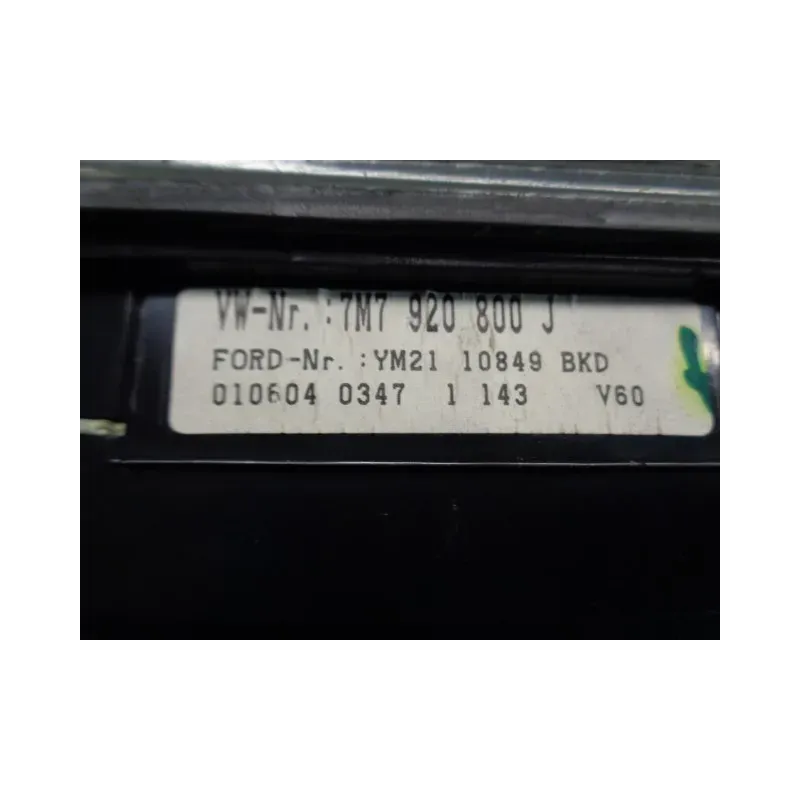 VW-Nr.:7M7 920 800 J
FORD-Nr.:YM21 10849 BKD
010604 0347 1 143 V60